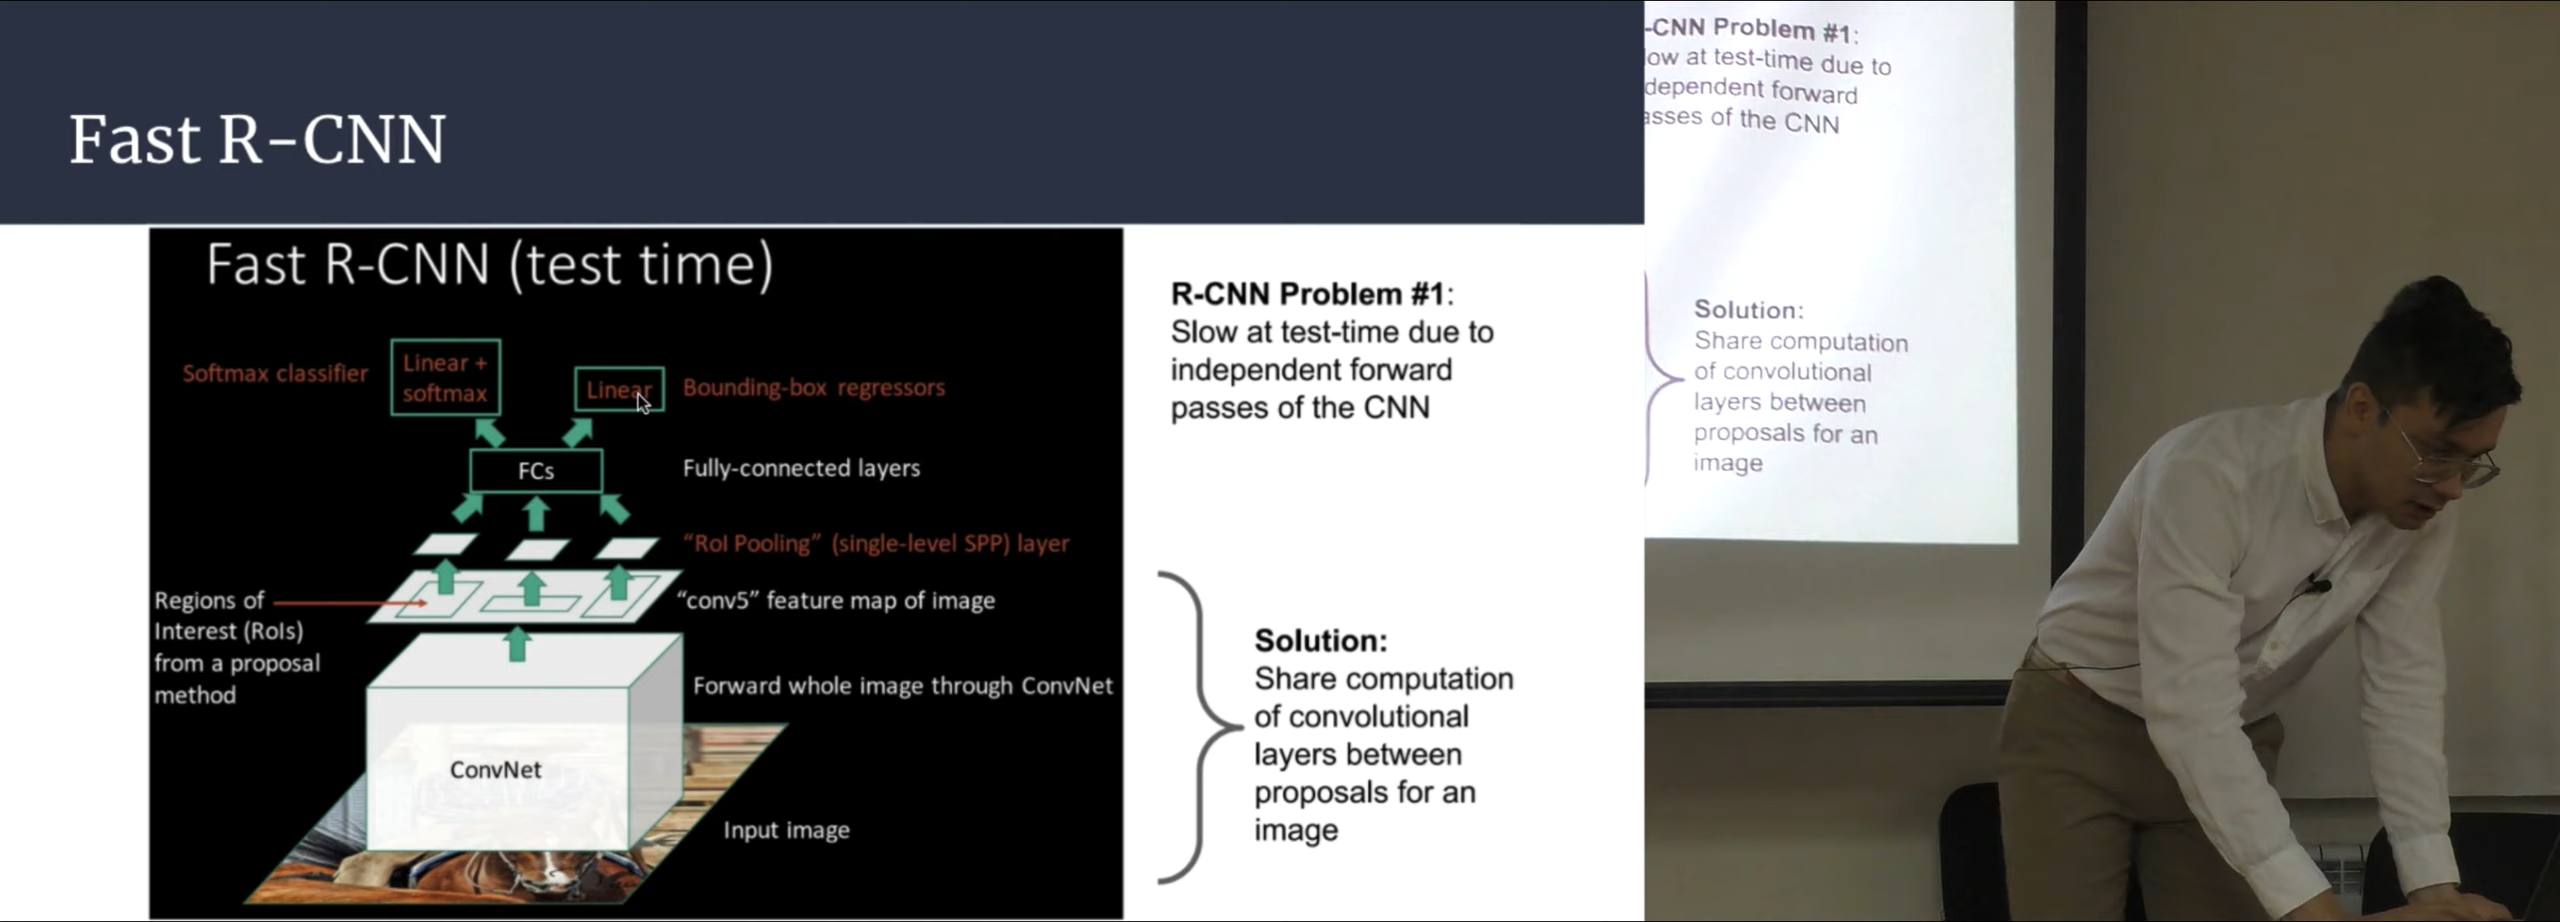 Fast R-CNN
Fast R-CNN (test time)
Softmax classifier
Linear +
softmax
Linear
Bounding-box regressors
FCs
Fully-connected layers
“RoI Pooling” (single-level SPP) layer
Regions of
Interest (RoIs)
from a proposal
method
“conv5” feature map of image
Forward whole image through ConvNet
ConvNet
Input image
R-CNN Problem #1:
Slow at test-time due to
independent forward
passes of the CNN
Solution:
Share computation
of convolutional
layers between
proposals for an
image
-CNN Problem #1:
ow at test-time due to
dependent forward
asses of the CNN
Solution:
Share computation
of convolutional
layers between
proposals for an
image